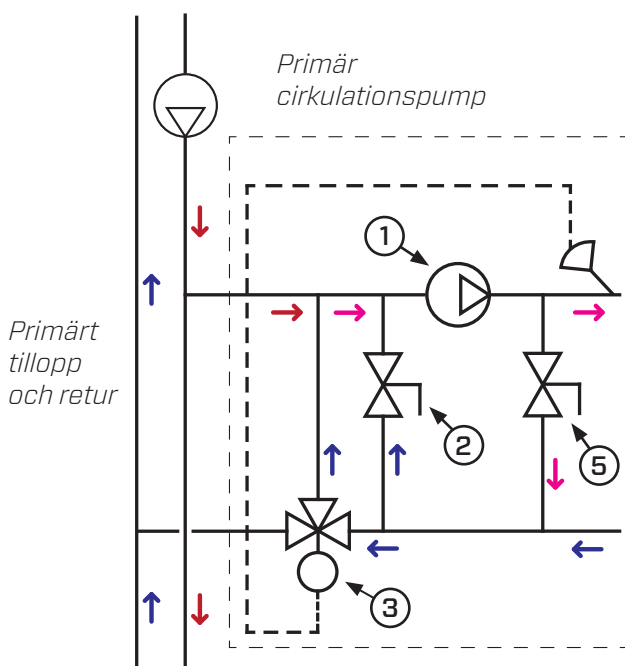 Primär
cirkulationspump
1
Primärt
tillopp
och retur
2
5
3